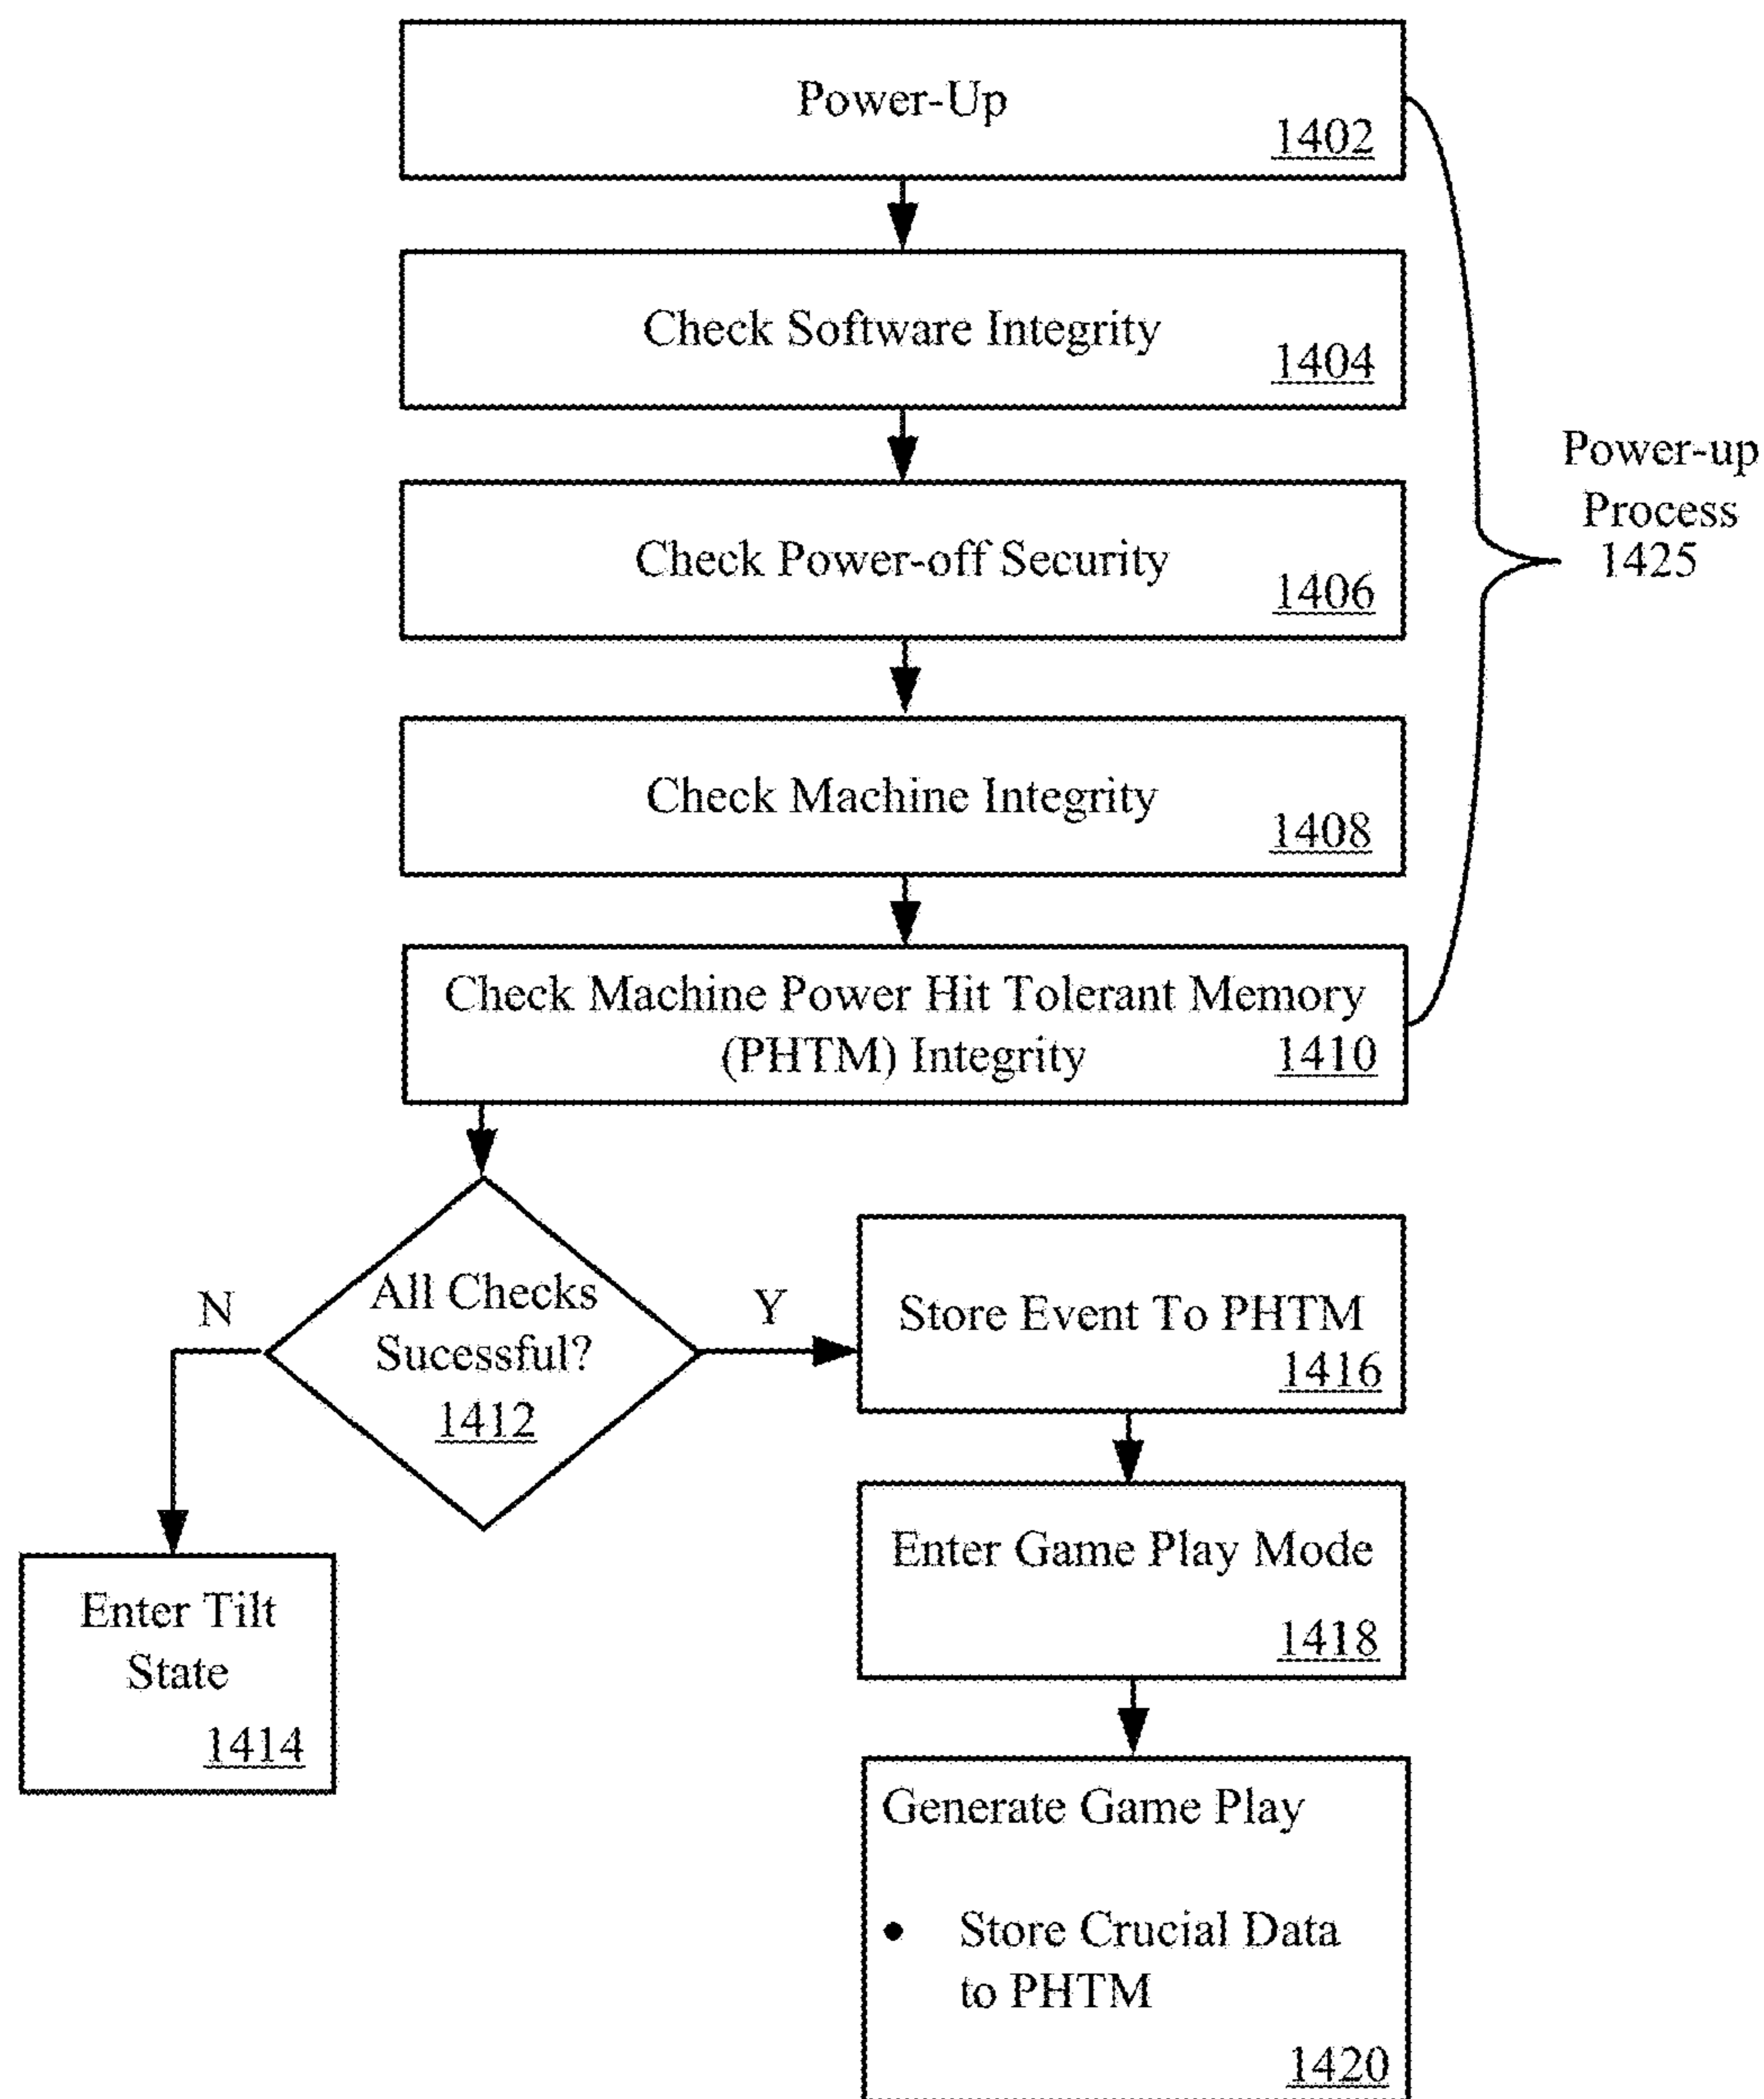 Power-Up
1402
Check Software Integrity
1404
Check Power-off Security
1406
Power-up
Process
1425
Check Machine Integrity
1408
Check Machine Power Hit Tolerant Memory
(PHTM) Integrity
1410
N
All Checks
Sucessful?
1412
Y
Store Event To PHTM
1416
Enter Game Play Mode
1418
Enter Tilt
State
1414
Generate Game Play
• Store Crucial Data
to PHTM
1420